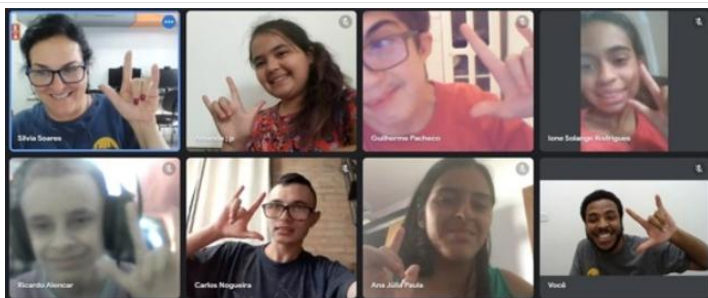 Silvia Soares
Guilherme Pacheco
Ione Solange Rodrigues
Ricardo Alencar
Carlos Nogueira
Ana Júlia Paula
Você